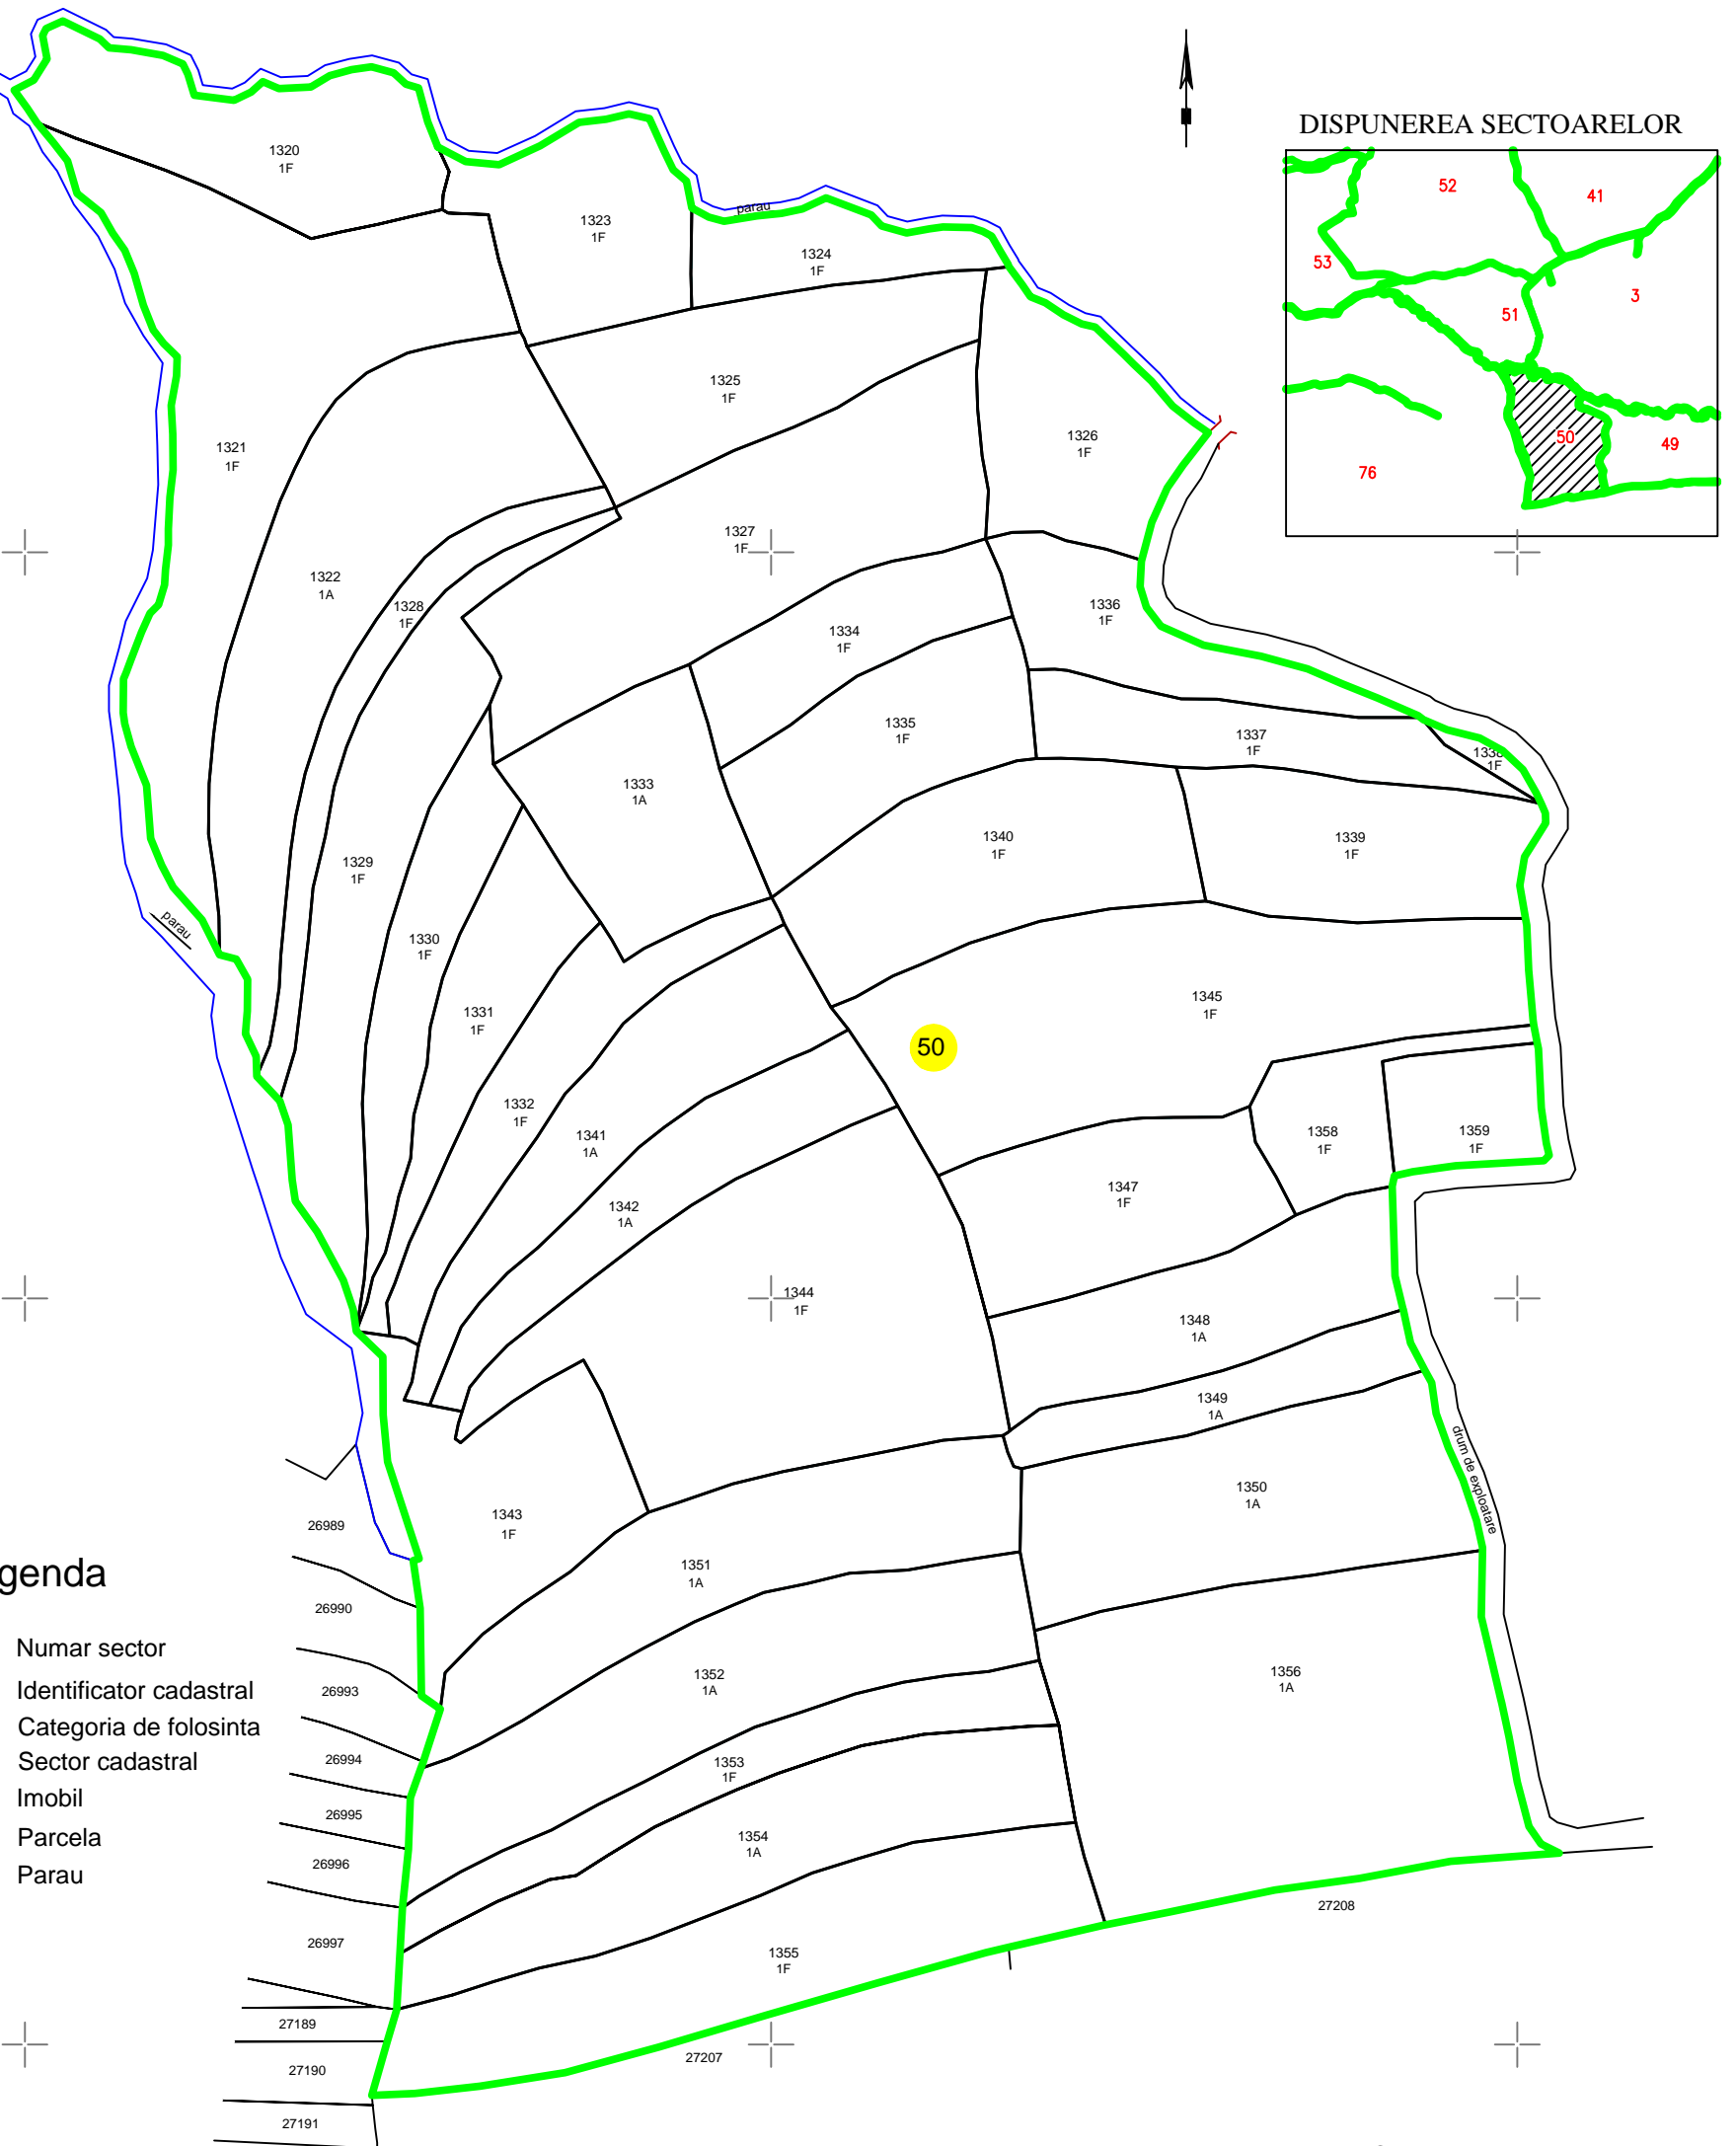 DISPUNEREA SECTOARELOR
52
41
53
3
51
50
49
76
1320
1F
1323
1F
parau
1324
1F
1325
1F
1326
1F
1321
1F
1327
1F
1322
1A
1328
1F
1336
1F
1334
1F
1335
1F
1337
1F
1338
1F
1333
1A
1340
1F
1339
1F
1329
1F
parau
1330
1F
1331
1F
1345
1F
50
1332
1F
1341
1A
1358
1F
1359
1F
1342
1A
1347
1F
1344
1F
1348
1A
1349
1A
drum de exploatare
1350
1A
1343
1F
26989
1351
1A
genda
26990
Numar sector
Identificator cadastral
26993
1352
1A
1356
1A
Categoria de folosinta
Sector cadastral
26994
1353
1F
Imobil
26995
Parcela
1354
1A
Parau
26996
27208
26997
1355
1F
27189
27190
27207
27191